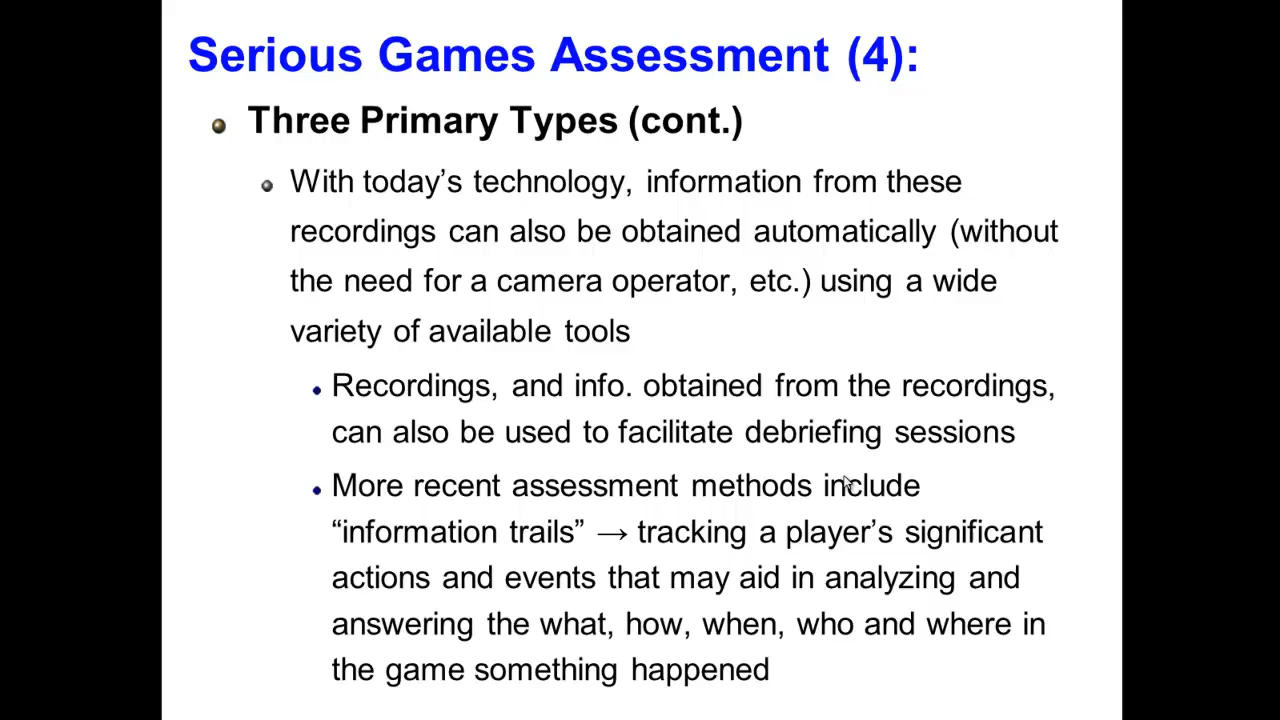 Serious Games Assessment (4):
Three Primary Types (cont.)
With today’s technology, information from these
recordings can also be obtained automatically (without
the need for a camera operator, etc.) using a wide
variety of available tools
Recordings, and info. obtained from the recordings,
can also be used to facilitate debriefing sessions
More recent assessment methods include
“information trails” → tracking a player’s significant
actions and events that may aid in analyzing and
answering the what, how, when, who and where in
the game something happened